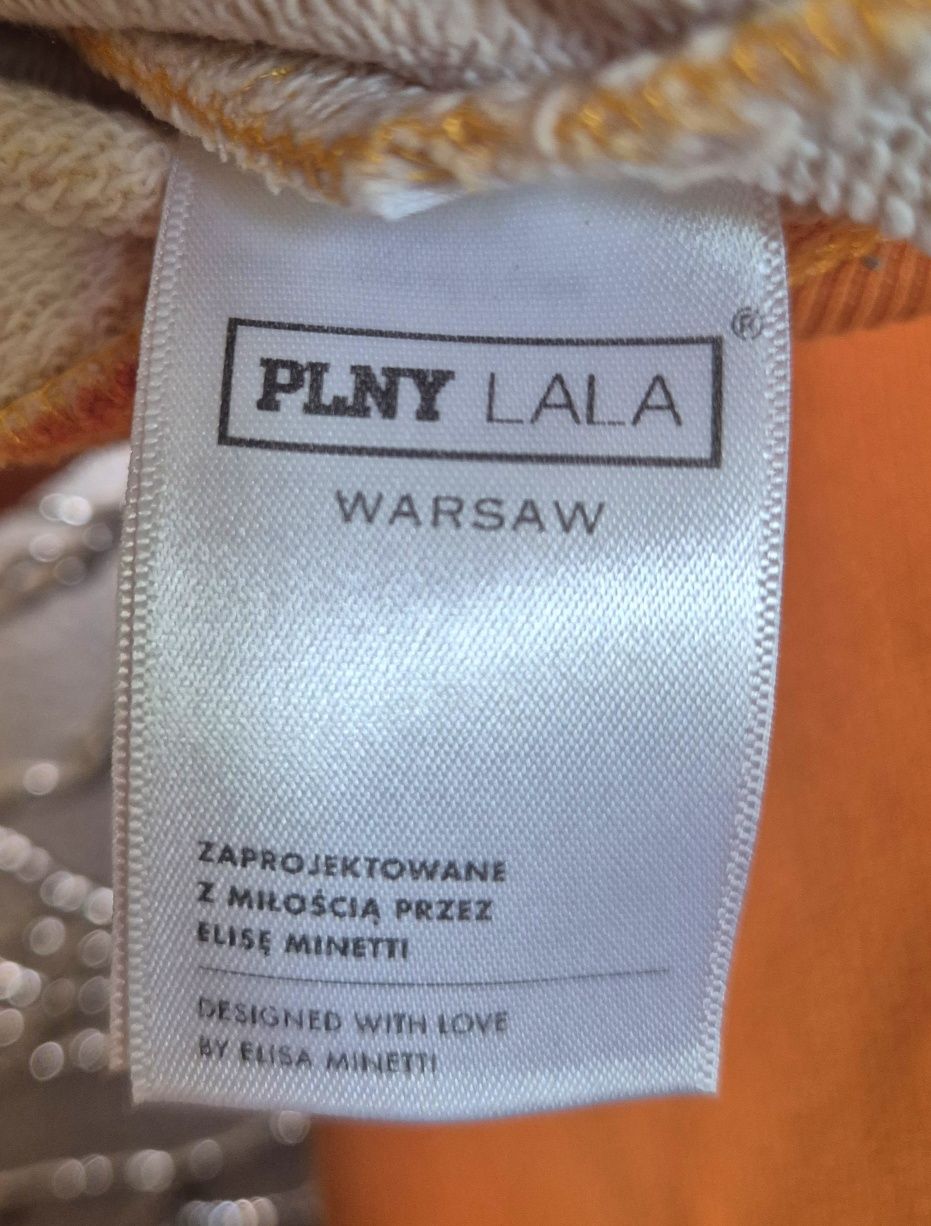 PLNY LALA ®
WARSAW
ZAPROJEKTOWANE
Z MIŁOŚCIĄ PRZEZ
ELISĘ MINETTI
DESIGNED WITH LOVE
BY ELISA MINETTI